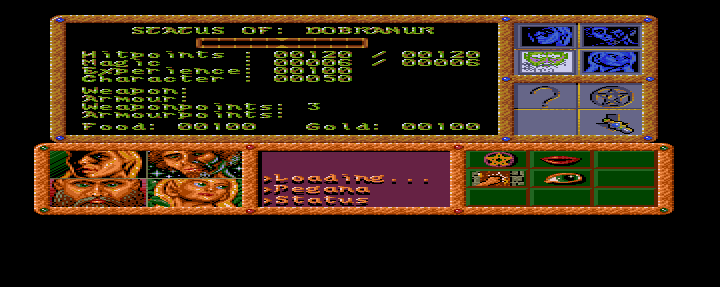 STATUS OF: DOBRAMUR
Hitpoints : 00120 / 00120
Magic : 00006 / 00006
Experience: 00100
Character : 00050
Weapon:
Armour:
Weaponpoints: 3
Armourpoints:
Food: 00100 Gold: 00100
>Loading...
>Pegana
>Status